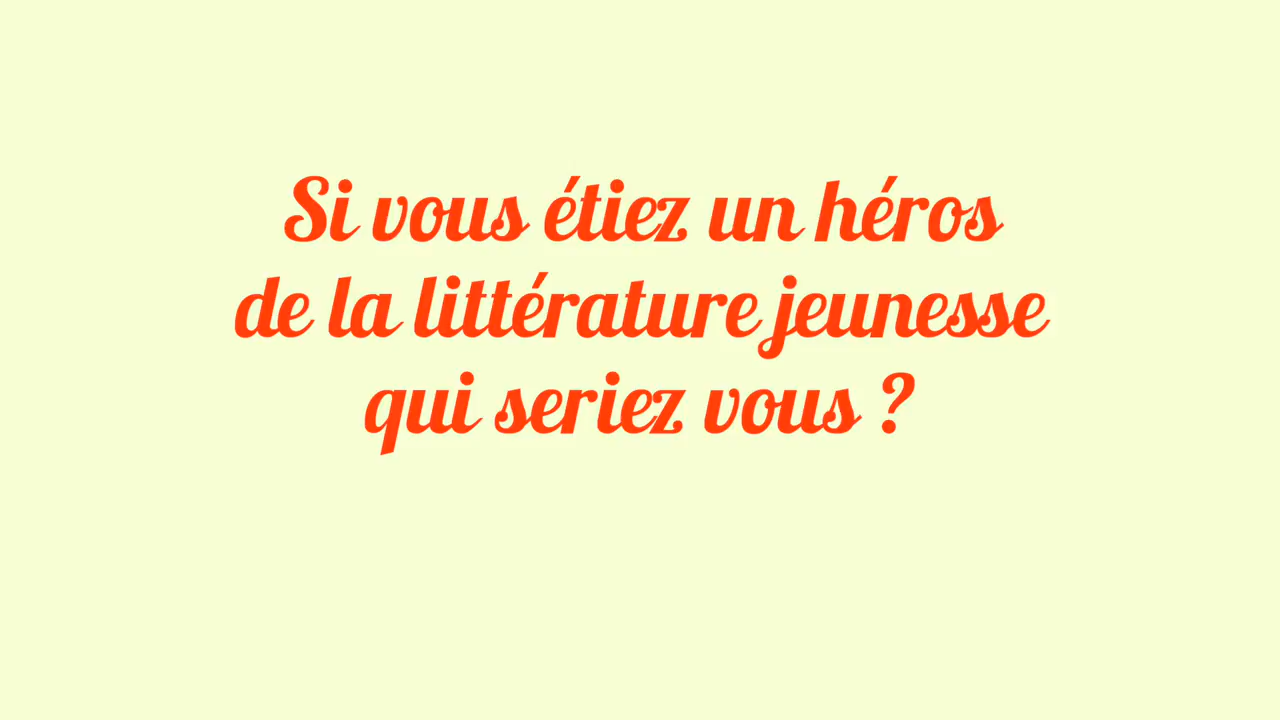 Si vous étiez un héros
de la littérature jeunesse
qui seriez vous ?